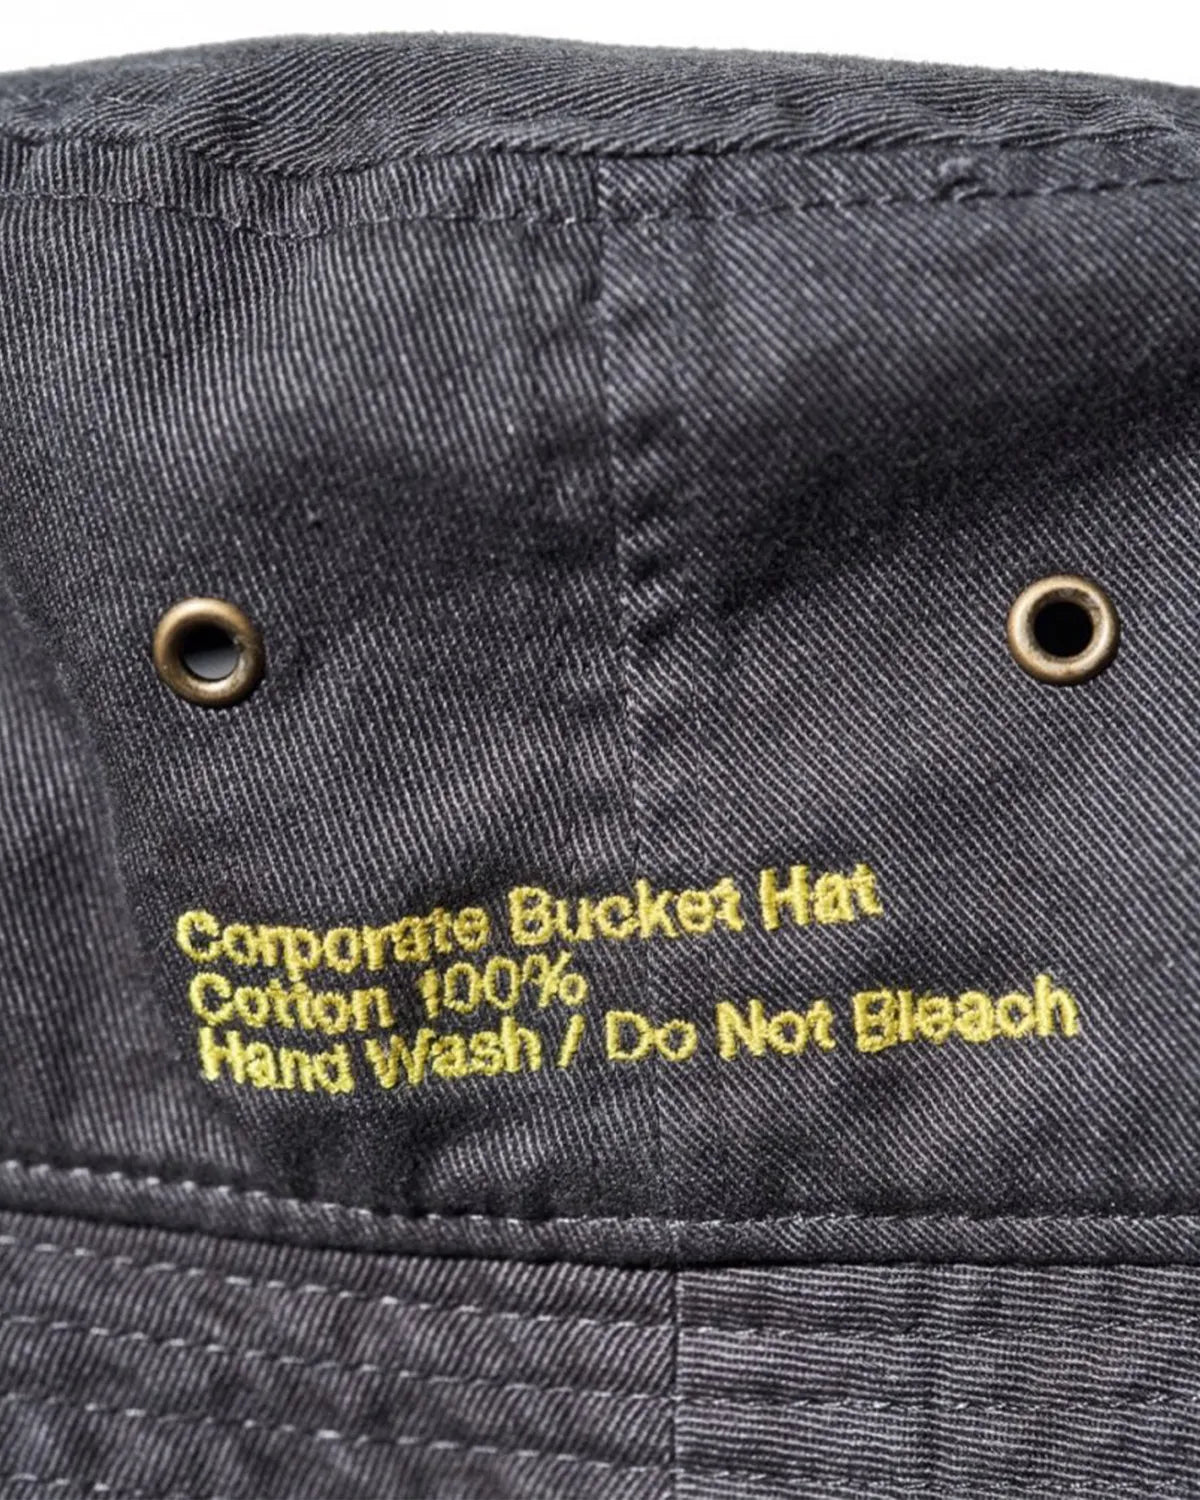 Corporate Bucket Hat
Cotton 100%
Hand Wash / Do Not Bleach